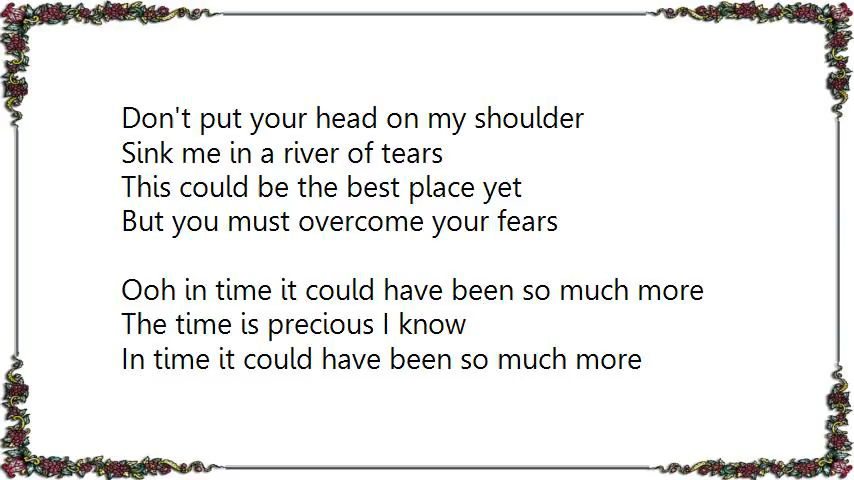 Don't put your head on my shoulder
Sink me in a river of tears
This could be the best place yet
But you must overcome your fears
Ooh in time it could have been so much more
The time is precious I know
In time it could have been so much more